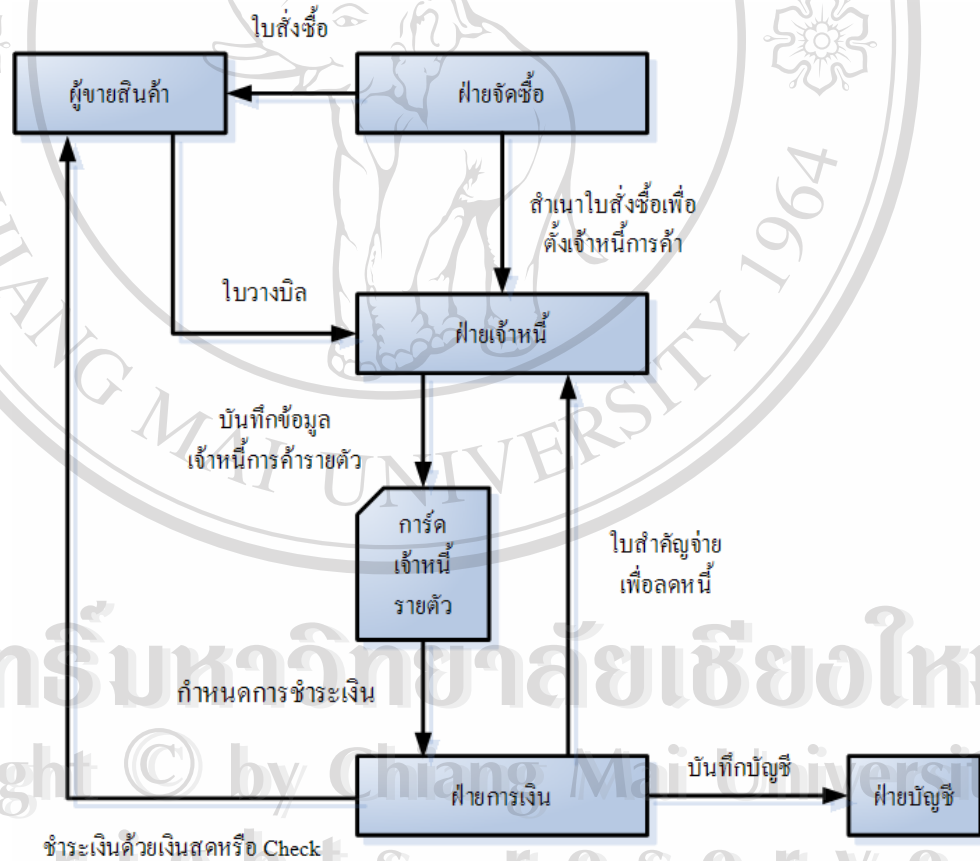 ใบสั่งซื้อ
ผู้ขายสินค้า
ฝ่ายจัดซื้อ
สำเนาใบสั่งซื้อเพื่อ
ตั้งเจ้าหนี้การค้า
1964
ใบวางบิล
ฝ่ายเจ้าหนี้
CHIANG MAI UNIVERSITY
บันทึกข้อมูล
เจ้าหนี้การค้ารายตัว
การ์ด
เจ้าหนี้
รายตัว
ใบสำคัญจ่าย
เพื่อลดหนี้
มหาวิทยาลัยเชียงให
กำหนดการชำระเงิน
ght © by Chiang Mai Universit
บันทึกบัญชี
ฝ่ายการเงิน
ฝ่ายบัญชี
ชำระเงินด้วยเงินสดหรือ Check